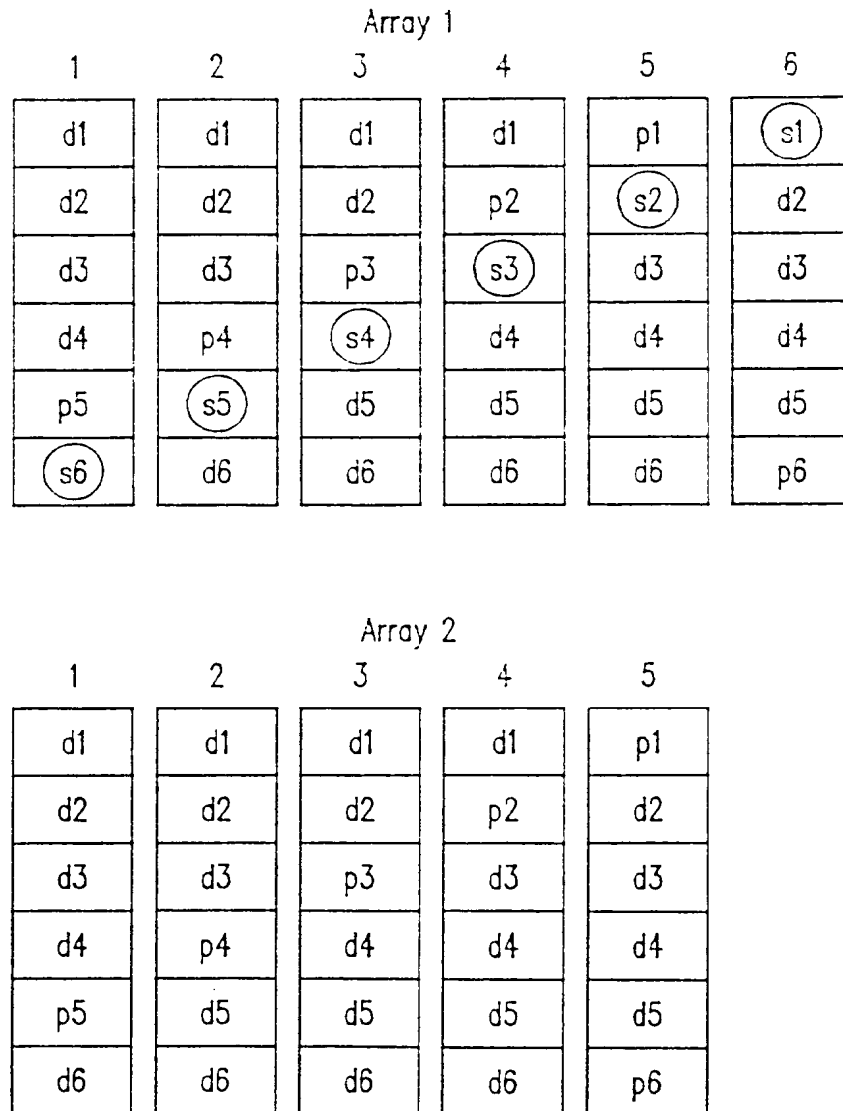 Array 1
1 2 3 4 5 6
d1 d1 d1 d1 p1 s1
d2 d2 d2 p2 s2 d2
d3 d3 p3 s3 d3 d3
d4 p4 s4 d4 d4 d4
p5 s5 d5 d5 d5 d5
s6 d6 d6 d6 d6 p6
Array 2
1 2 3 4 5
d1 d1 d1 d1 p1
d2 d2 d2 p2 d2
d3 d3 p3 d3 d3
d4 p4 d4 d4 d4
p5 d5 d5 d5 d5
d6 d6 d6 d6 p6